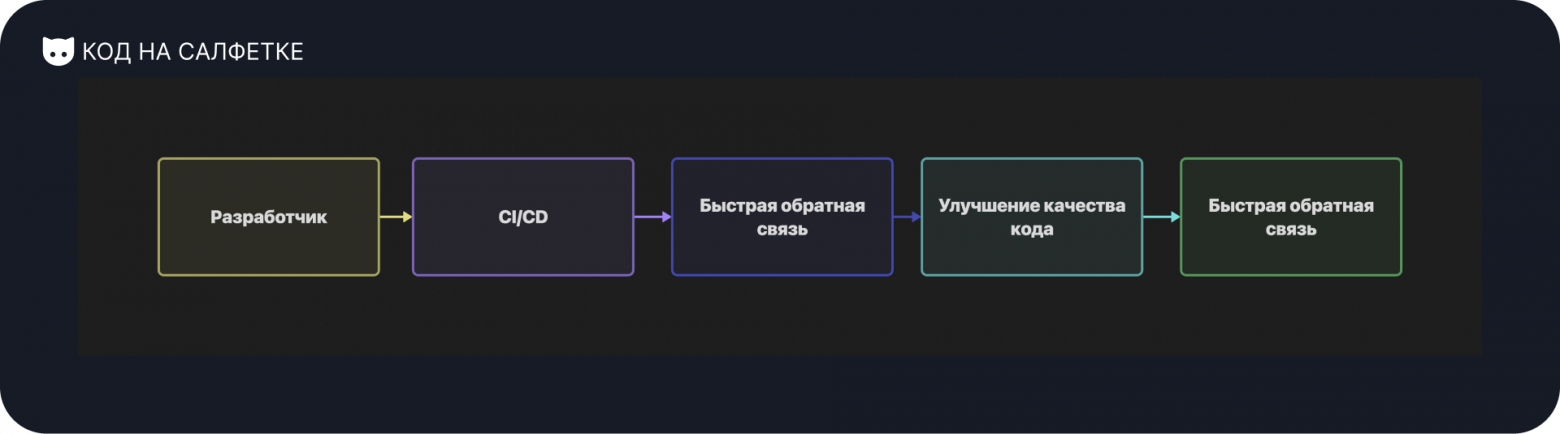 КОД НА САЛФЕТКЕ
Разработчик
CI/CD
Быстрая обратная
связь
Улучшение качества
кода
Быстрая обратная
связь